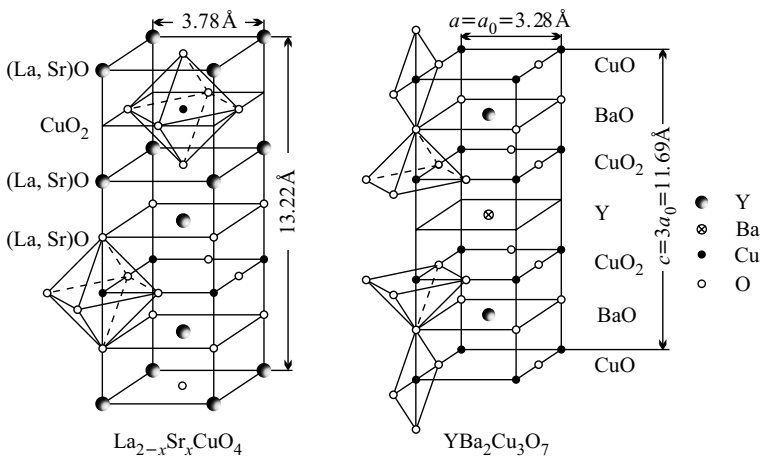 3.78Å
(La, Sr)O
CuO₂
(La, Sr)O
(La, Sr)O
13.22Å
La₂₋ₓSrₓCuO₄
a=a₀=3.28Å
CuO
BaO
CuO₂
Y
CuO₂
BaO
CuO
c=3a₀=11.69Å
Y
Ba
Cu
O
YBa₂Cu₃O₇